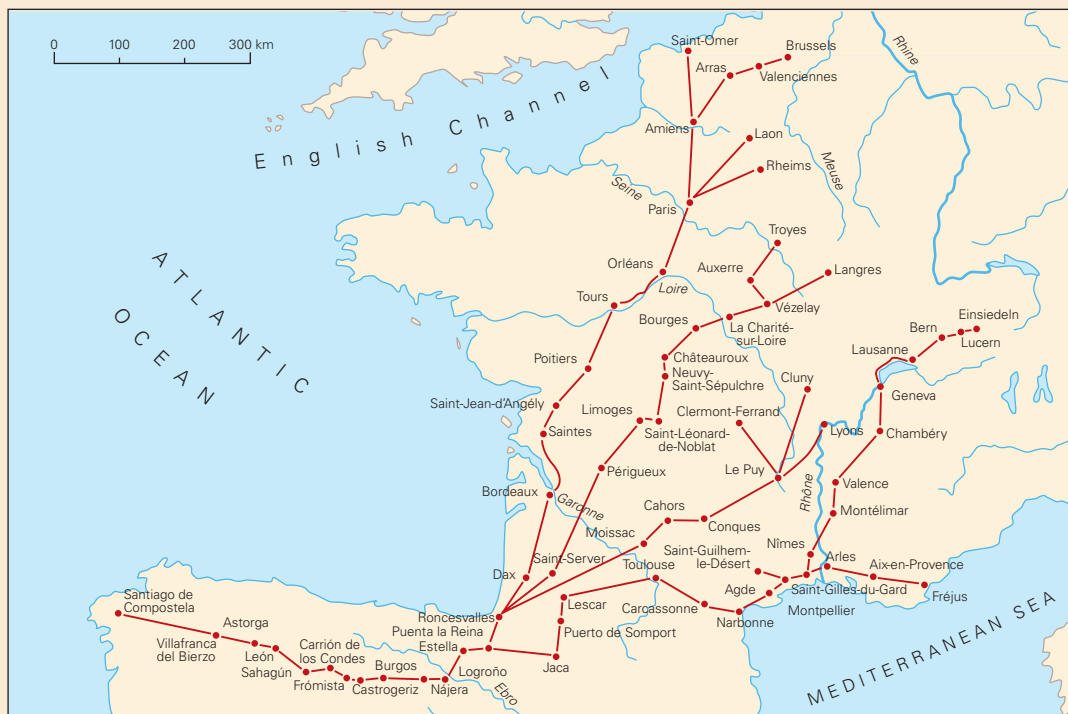 0 100 200 300 km
English Channel
ATLANTIC
OCEAN
MEDITERRANEAN SEA
Rhine
Meuse
Seine
Loire
Garonne
Rhône
Ebro
Saint-Omer
Brussels
Arras
Valenciennes
Amiens
Laon
Rheims
Paris
Troyes
Orléans
Auxerre
Langres
Tours
Vézelay
Bourges
La Charité-
sur-Loire
Einsiedeln
Bern
Lucern
Lausanne
Poitiers
Châteauroux
Neuvy-
Saint-Sépulchre
Cluny
Geneva
Saint-Jean-d'Angély
Limoges
Clermont-Ferrand
Saintes
Saint-Léonard-
de-Noblat
Lyons
Chambéry
Périgueux
Le Puy
Bordeaux
Valence
Cahors
Conques
Montélimar
Moissac
Nîmes
Saint-Guilhem-
le-Désert
Arles
Saint-Server
Toulouse
Aix-en-Provence
Dax
Agde
Saint-Gilles-du-Gard
Fréjus
Lescar
Carcassonne
Montpellier
Narbonne
Santiago de
Compostela
Roncesvalles
Puenta la Reina
Puerto de Somport
Astorga
Estella
Villafranca
del Bierzo
León
Carrión de
los Condes
Jaca
Sahagún
Burgos
Logroño
Frómista
Castrogeriz
Nájera